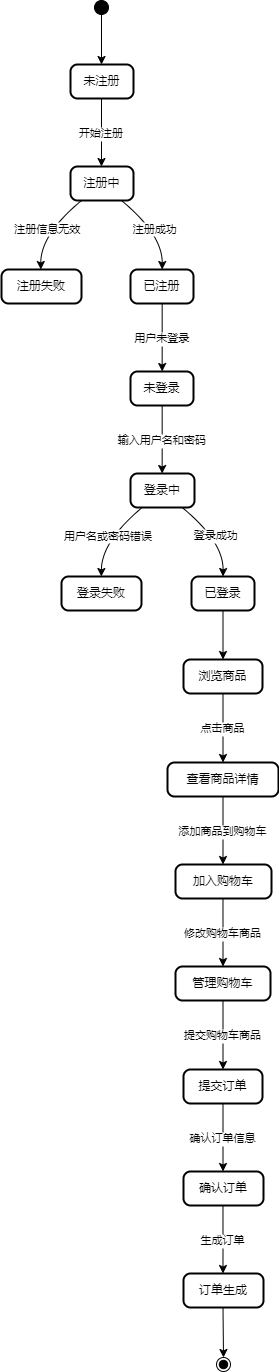 未注册
开始注册
注册中
注册信息无效
注册成功
注册失败
已注册
用户未登录
未登录
输入用户名和密码
登录中
用户名或密码错误
登录成功
登录失败
已登录
浏览商品
点击商品
查看商品详情
添加商品到购物车
加入购物车
修改购物车商品
管理购物车
提交购物车商品
提交订单
确认订单信息
确认订单
生成订单
订单生成